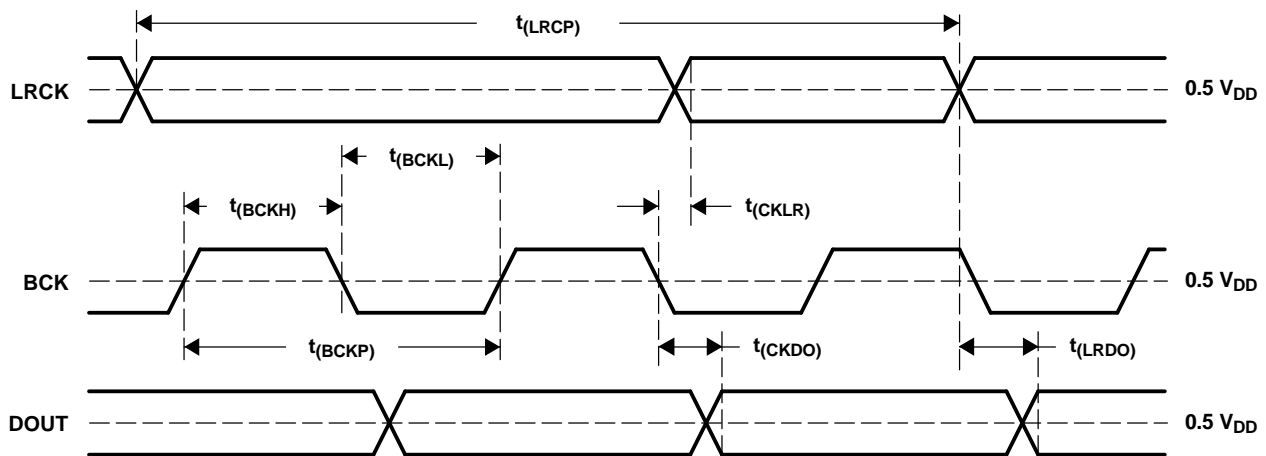 t(LRCP)
LRCK
0.5 VDD
t(BCKL)
t(BCKH)
t(CKLR)
BCK
0.5 VDD
t(BCKP)
t(CKDO)
t(LRDO)
DOUT
0.5 VDD